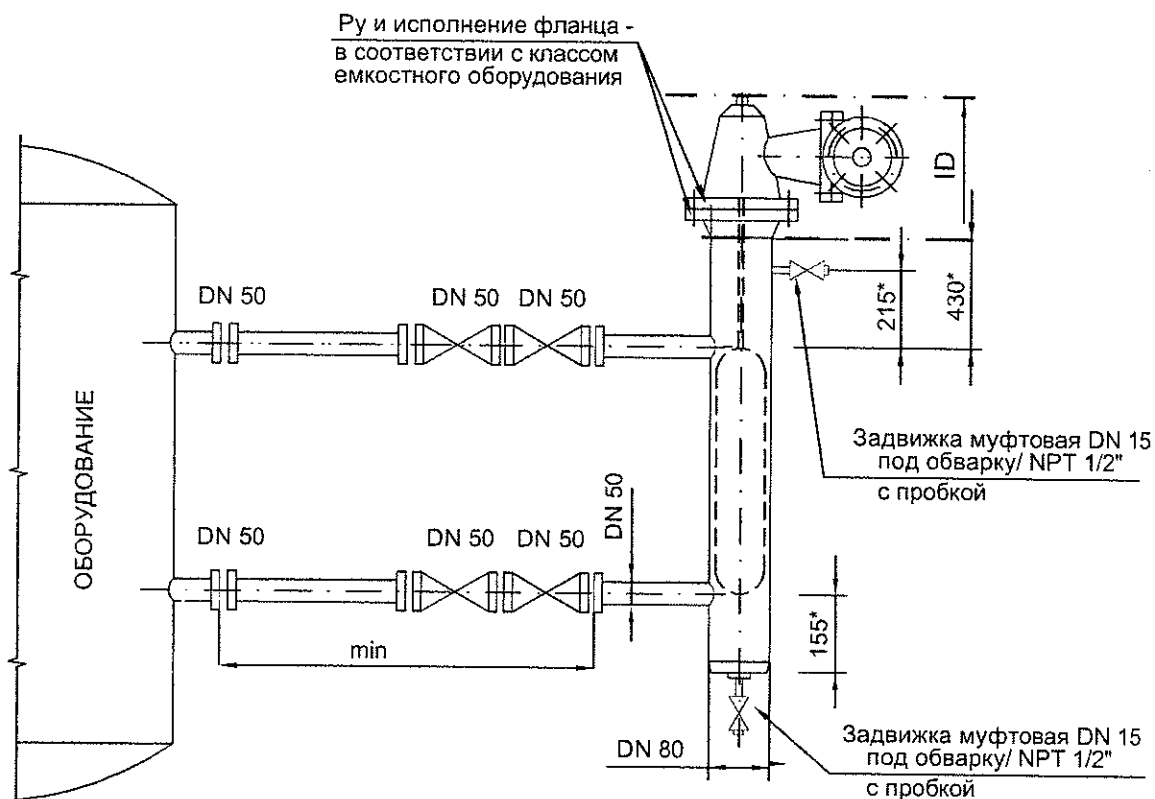 Ру и исполнение фланца -
в соответствии с классом
емкостного оборудования
ID
DN 50
DN 50
DN 50
215*
430*
ОБОРУДОВАНИЕ
Задвижка муфтовая DN 15
под обварку/ NPT 1/2"
с пробкой
DN 50
DN 50
DN 50
DN 50
155*
min
DN 80
Задвижка муфтовая DN 15
под обварку/ NPT 1/2"
с пробкой